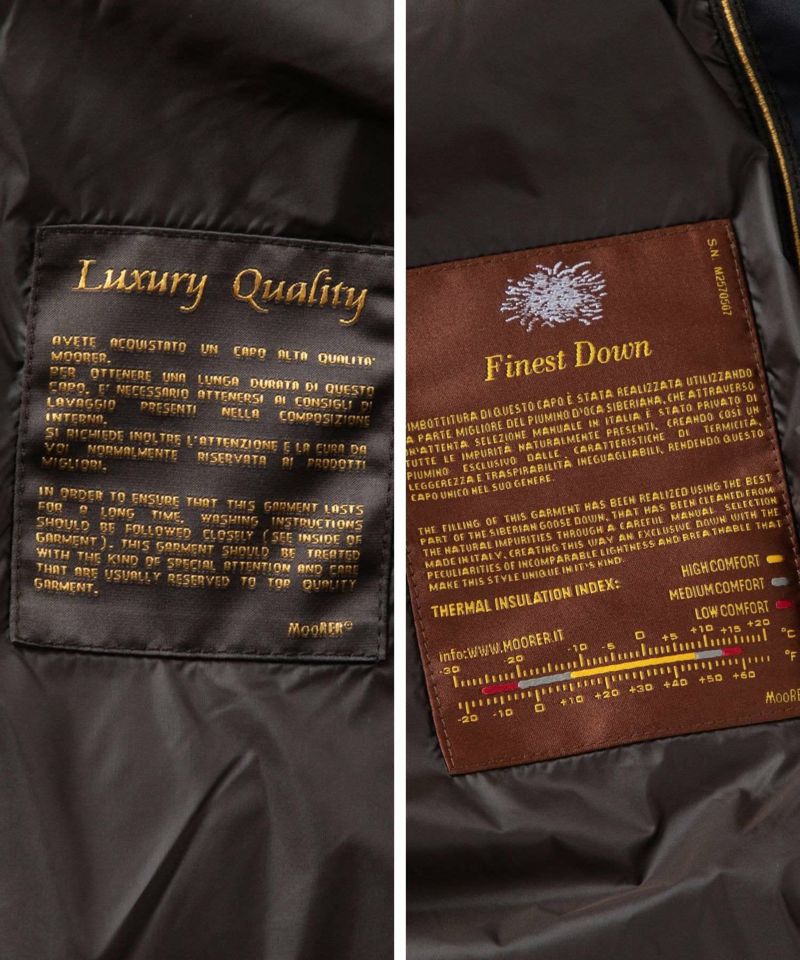 Luxury Quality
AVETE ACQUISTATO UN CAPO ALTA QUALITA'
MOORER.
PER OTTENERE UNA LUNGA DURATA DI QUESTO
CAPO, E' NECESSARIO ATTENERSI AI CONSIGLI DI
LAVAGGIO PRESENTI NELLA COMPOSIZIONE
INTERNA.
SI RICHIEDE INOLTRE L'ATTENZIONE E LA CURA DA
VOI NORMALMENTE RISERVATA AI PRODOTTI
MIGLIORI.
IN ORDER TO ENSURE THAT THIS GARMENT LASTS
FOR A LONG TIME, WASHING INSTRUCTIONS
SHOULD BE FOLLOWED CLOSELY (SEE INSIDE OF
GARMENT). THIS GARMENT SHOULD BE TREATED
WITH THE KIND OF SPECIAL ATTENTION AND CARE
THAT ARE USUALLY RESERVED TO TOP QUALITY
GARMENT.
MOORER®
S.N. M2570507
Finest Down
IMBOTTITURA DI QUESTO CAPO È STATA REALIZZATA UTILIZZANDO
A PARTE MIGLIORE DEL PIUMINO D'OCA SIBERIANA, CHE ATTRAVERSO
UN'ATTENTA SELEZIONE MANUALE IN ITALIA È STATO PRIVATO DI
TUTTE LE IMPURITÀ NATURALMENTE PRESENTI, CREANDO COSÌ UN
PIUMINO ESCLUSIVO DALLE CARATTERISTICHE DI TERMICITÀ,
LEGGEREZZA E TRASPIRABILITÀ INEGUAGLIABILI, RENDENDO QUESTO
CAPO UNICO NEL SUO GENERE.
THE FILLING OF THIS GARMENT HAS BEEN REALIZED USING THE BEST
PART OF THE SIBERIAN GOOSE DOWN, THAT HAS BEEN CLEANED FROM
THE NATURAL IMPURITIES THROUGH A CAREFUL MANUAL SELECTION
MADE IN ITALY, CREATING THIS WAY AN EXCLUSIVE DOWN WITH THE
PECULIARITIES OF INCOMPARABLE LIGHTNESS AND BREATHABLE THAT
MAKE THIS STYLE UNIQUE IN IT'S KIND.
THERMAL INSULATION INDEX:
HIGH COMFORT
MEDIUM COMFORT
LOW COMFORT
info: WWW.MOORER.IT
-30 -20 -10 -5 0 +5 +10 +15 +20 °C
-20 -10 0 +10 +20 +30 +40 +50 +60 °F
MOORER